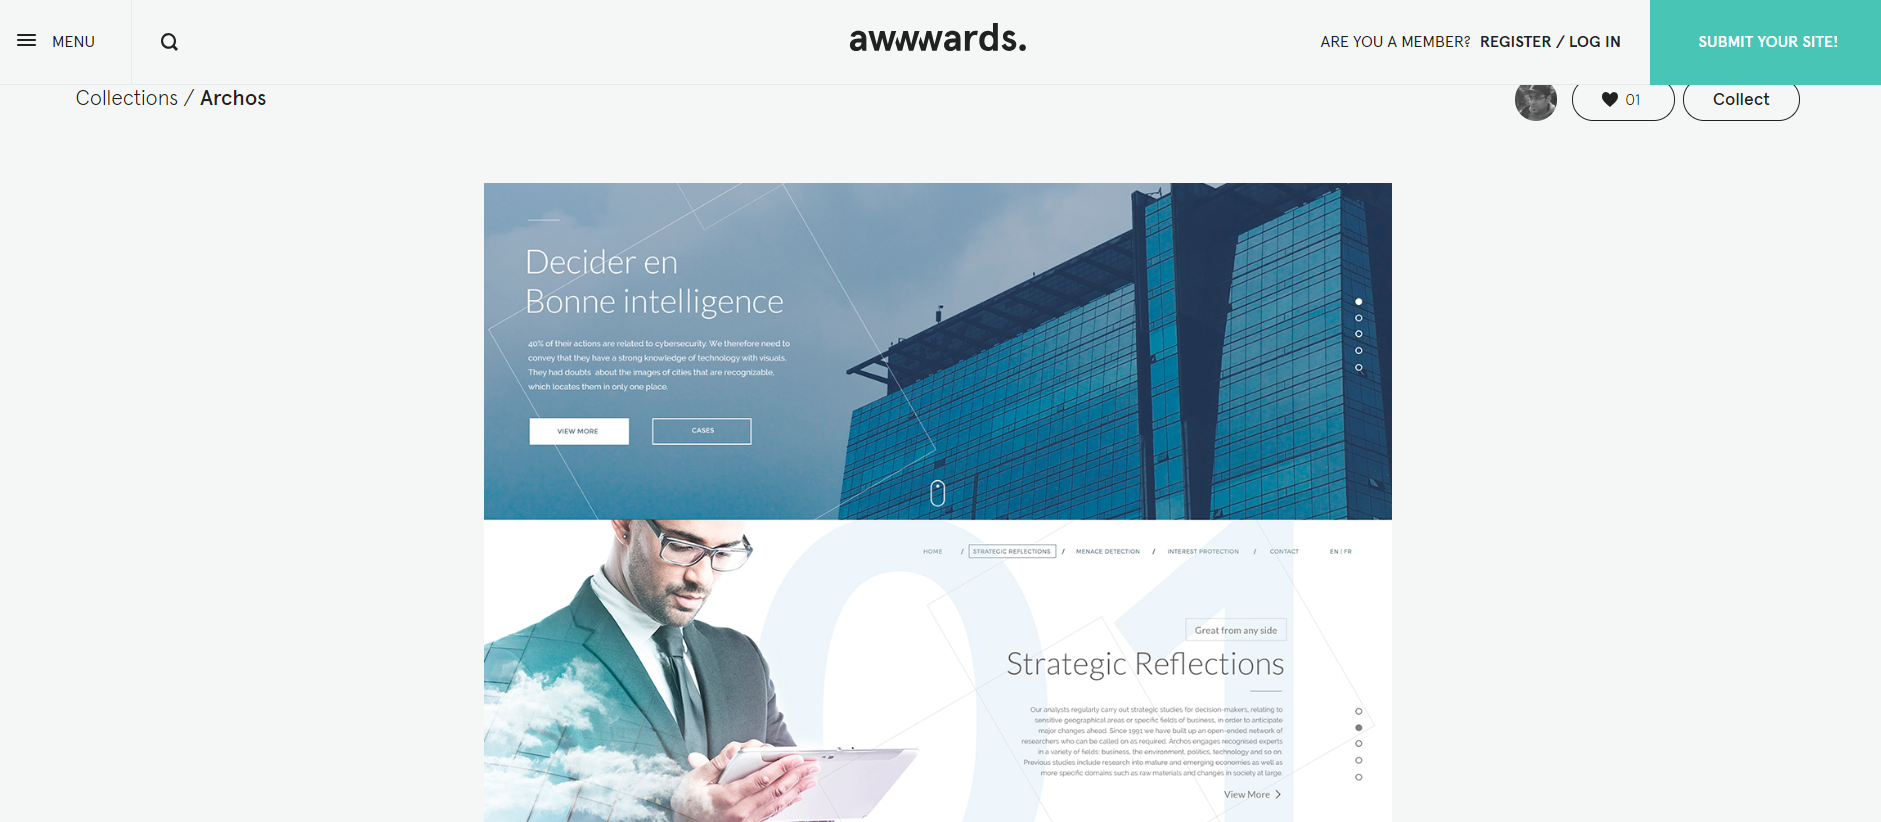 MENU
awwwards.
ARE YOU A MEMBER? REGISTER / LOG IN
SUBMIT YOUR SITE!
Collections / Archos
01
Collect
Decider en
Bonne intelligence
40% of their actions are related to cybersecurity. We therefore need to
convey that they have a strong knowledge of technology with visuals.
They had doubts about the images of cities that are recognizable,
which locates them in only one place.
VIEW MORE
CASES
HOME / STRATEGIC REFLECTIONS / MENACE DETECTION / INTEREST PROTECTION / CONTACT EN | FR
01
Great from any side
Strategic Reflections
Our analysts regularly carry out strategic studies for decision-makers, relating to
sensitive geographical areas or specific fields of business, in order to anticipate
major changes ahead. Since 1991 we have built up an open-ended network of
researchers who can be called on as required. Archos engages recognised experts
in a variety of fields: business, the environment, politics, technology and so on.
Previous studies include research into mature and emerging economies as well as
more specific domains such as raw materials and changes in society at large.
View More >